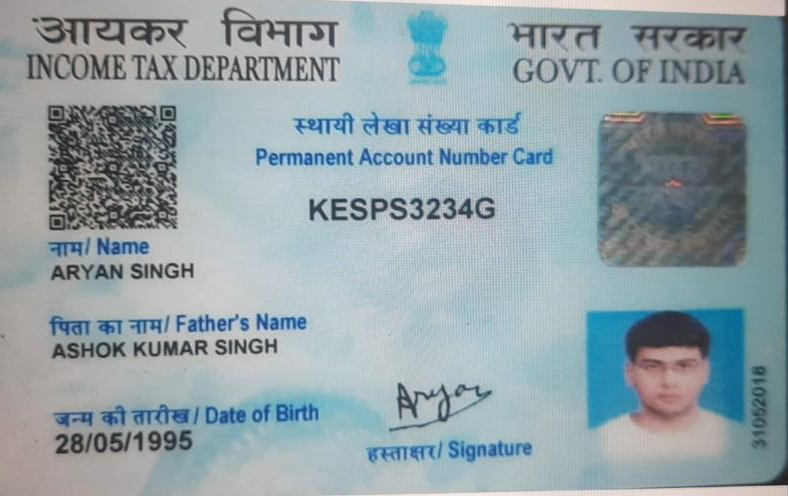 आयकर विभाग
INCOME TAX DEPARTMENT
भारत सरकार
GOVT. OF INDIA
स्थायी लेखा संख्या कार्ड
Permanent Account Number Card
KESPS3234G
नाम/ Name
ARYAN SINGH
पिता का नाम/ Father's Name
ASHOK KUMAR SINGH
जन्म की तारीख/ Date of Birth
28/05/1995
Aryan
हस्ताक्षर/ Signature
31052018